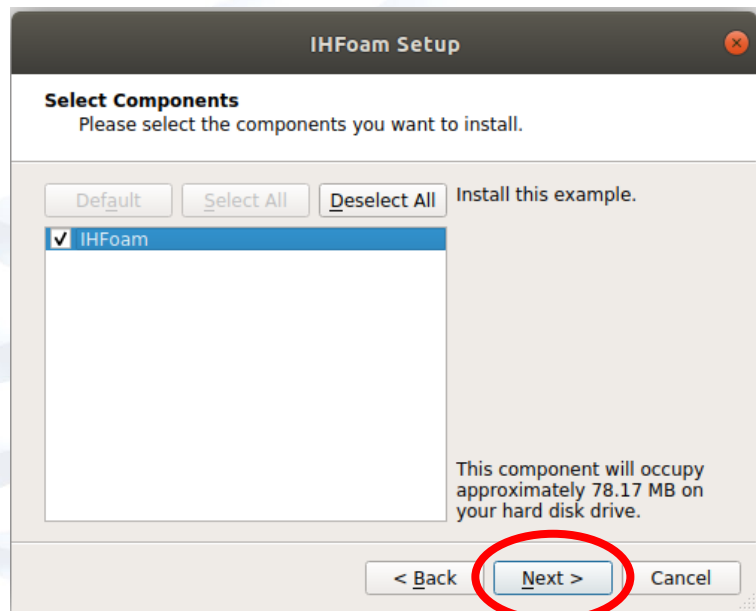 IHFoam Setup
Select Components
Please select the components you want to install.
Default Select All Deselect All Install this example.
IHFoam
This component will occupy
approximately 78.17 MB on
your hard disk drive.
< Back Next > Cancel